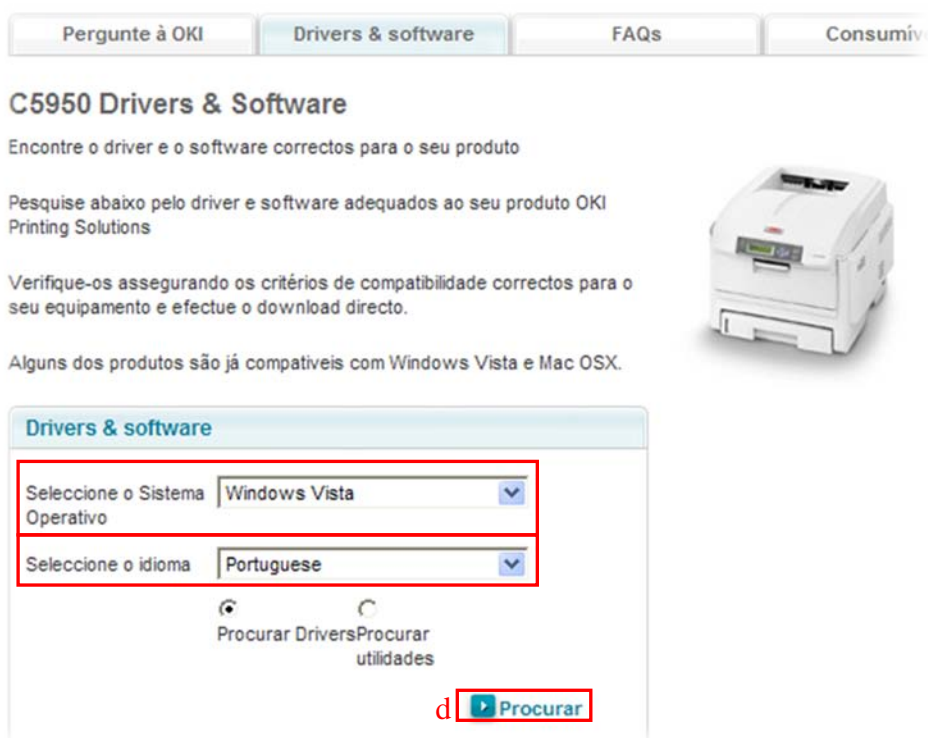 Pergunte à OKI
Drivers & software
FAQs
C5950 Drivers & Software
Encontre o driver e o software correctos para o seu produto
Pesquise abaixo pelo driver e software adequados ao seu produto OKI
Printing Solutions
Verifique-os assegurando os critérios de compatibilidade correctos para o
seu equipamento e efectue o download directo.
Alguns dos produtos são já compativeis com Windows Vista e Mac OSX.
Drivers & software
Seleccione o Sistema
Operativo
Windows Vista
Seleccione o idioma
Portuguese
Procurar Drivers
Procurar
utilidades
d
Procurar